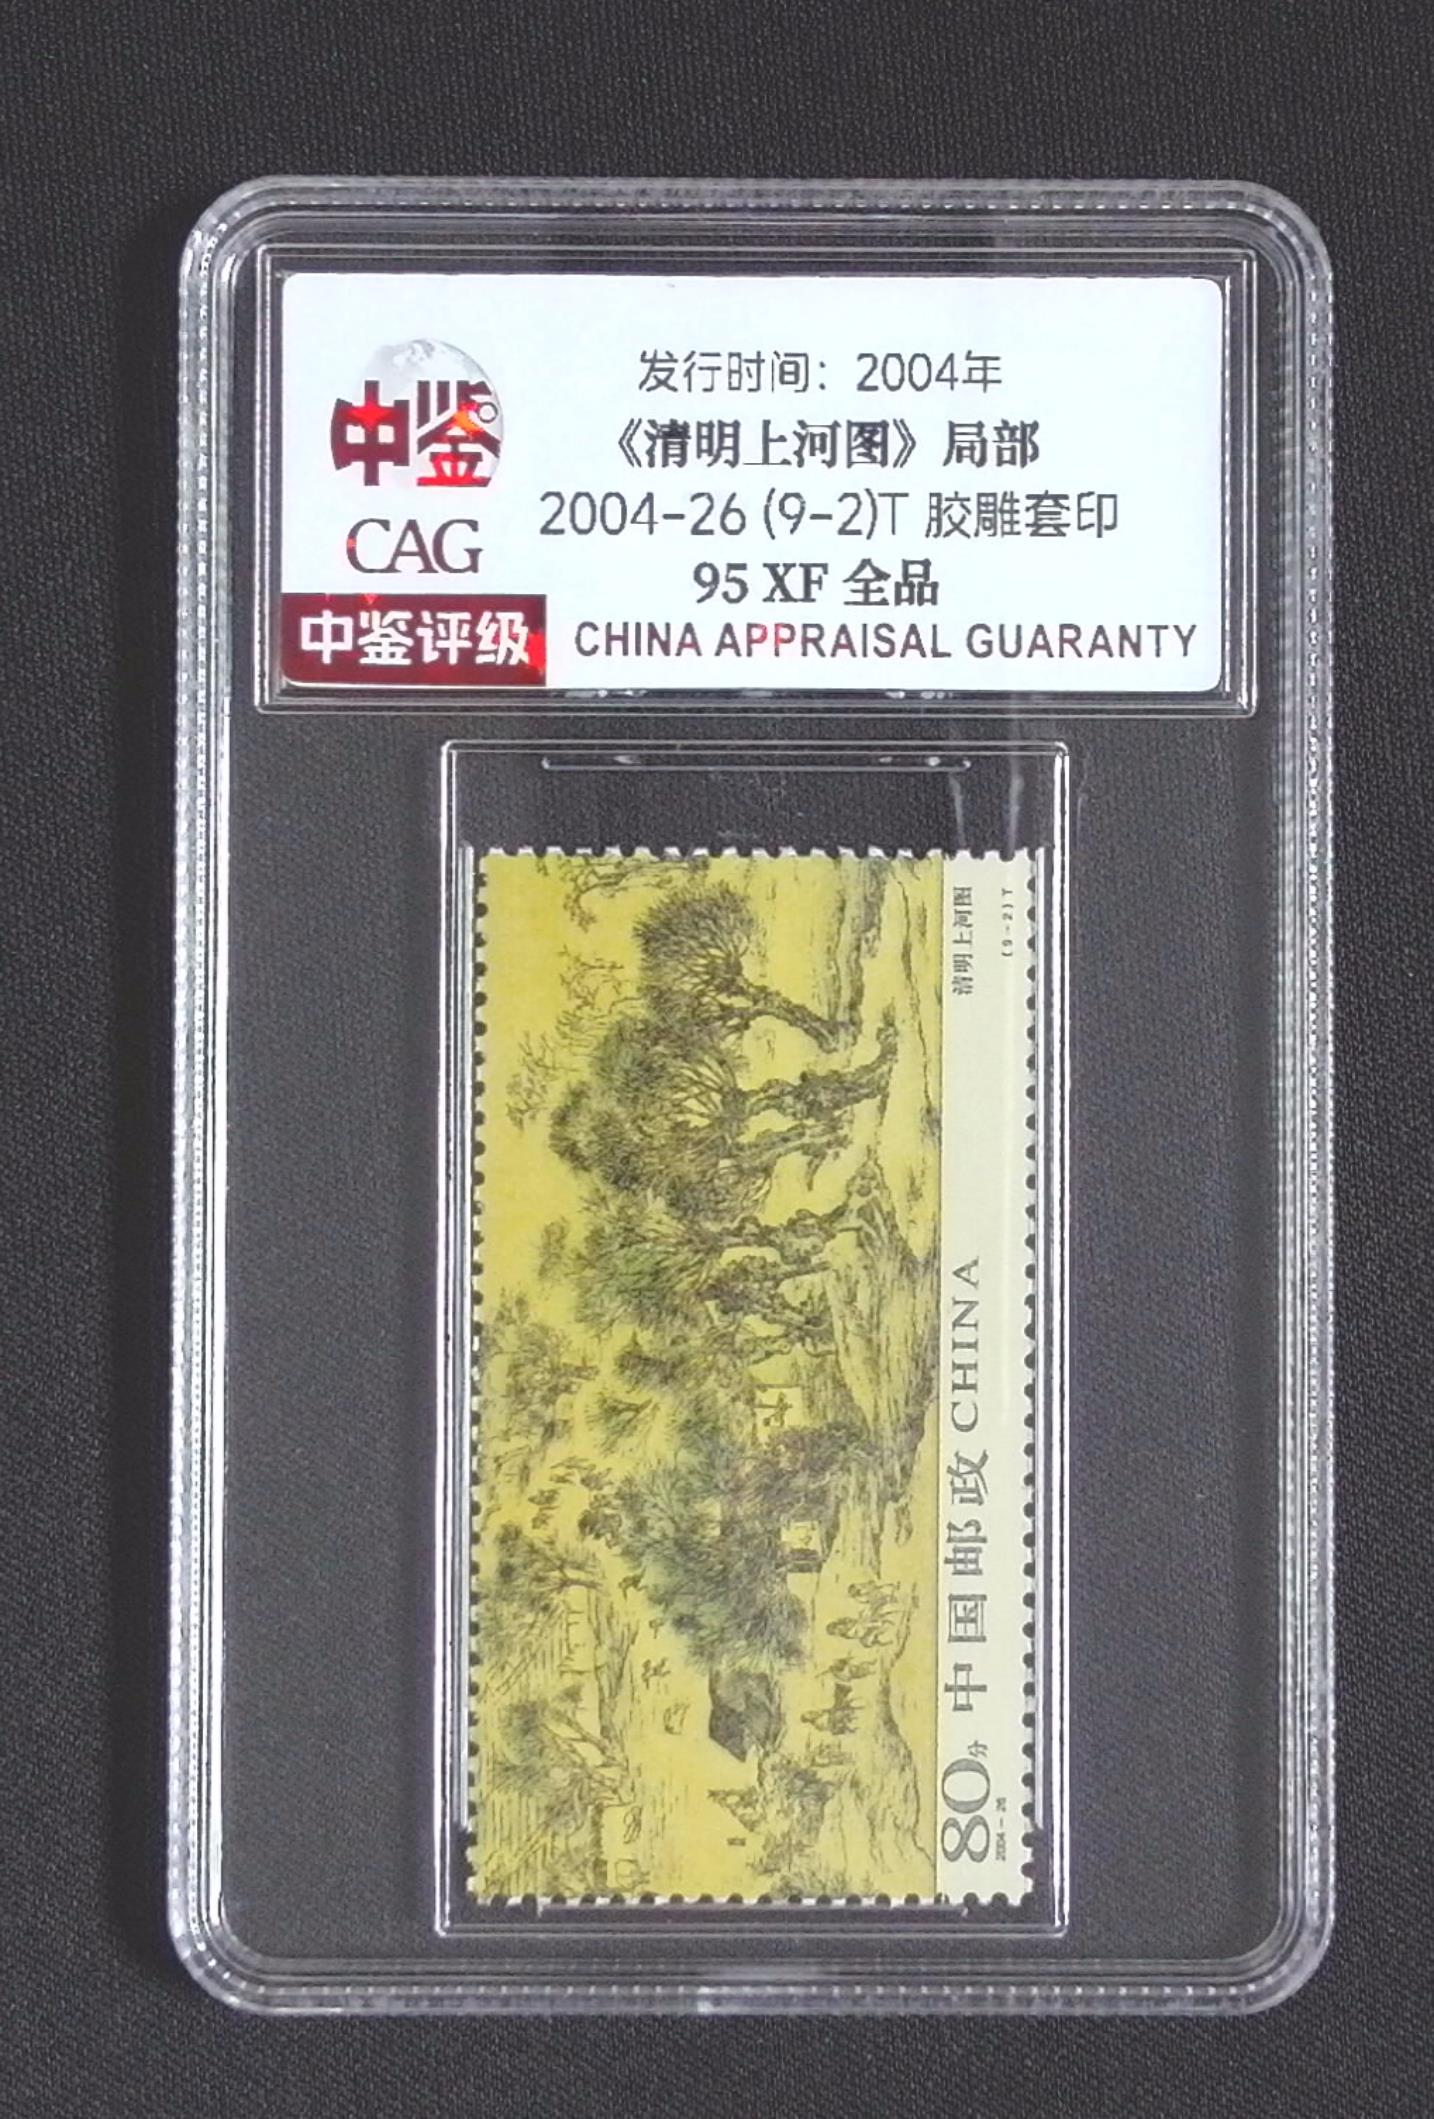 中鉴
CAG
中鉴评级
发行时间：2004年
《清明上河图》局部
2004-26 (9-2)T 胶雕套印
95 XF 全品
CHINA APPRAISAL GUARANTY
清明上河图
(9-2)T
80分 中国邮政 CHINA
2004-26